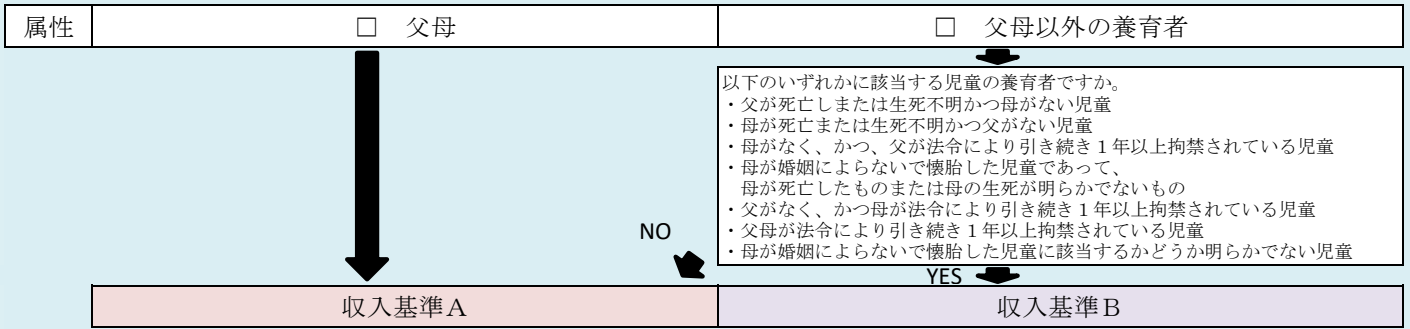 属性 □　父母 □　父母以外の養育者
以下のいずれかに該当する児童の養育者ですか。
・父が死亡しまたは生死不明かつ母がない児童
・母が死亡または生死不明かつ父がない児童
・母がなく、かつ、父が法令により引き続き１年以上拘禁されている児童
・母が婚姻によらないで懐胎した児童であって、
母が死亡したものまたは母の生死が明らかでないもの
・父がなく、かつ母が法令により引き続き１年以上拘禁されている児童
・父母が法令により引き続き１年以上拘禁されている児童
・母が婚姻によらないで懐胎した児童に該当するかどうか明らかでない児童
NO
YES
収入基準Ａ 収入基準Ｂ